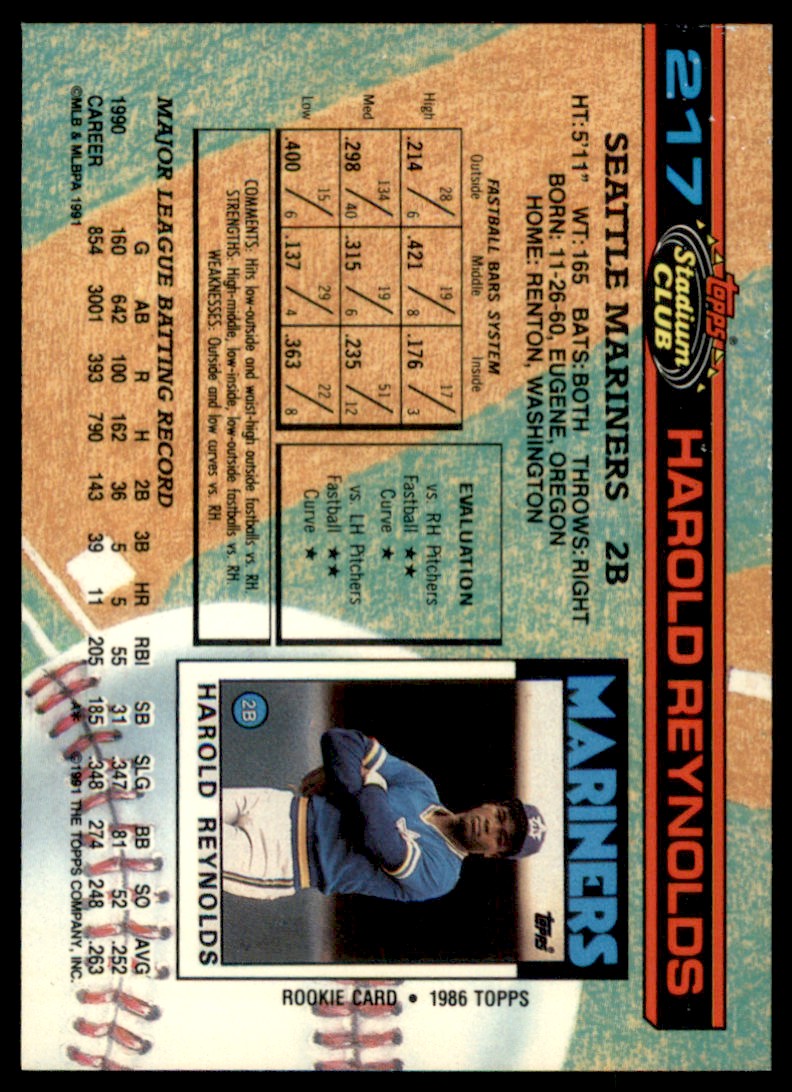 217
topps®
Stadium
CLUB
HAROLD REYNOLDS
SEATTLE MARINERS 2B
HT: 5'11" WT: 165 BATS: BOTH THROWS: RIGHT
BORN: 11-26-60, EUGENE, OREGON
HOME: RENTON, WASHINGTON
FASTBALL BARS SYSTEM
Outside Middle Inside
High .214 28/6 .421 19/8 .176 17/3
Med .298 134/40 .315 19/6 .235 51/12
Low .400 15/6 .137 29/4 .363 22/8
EVALUATION
vs. RH Pitchers
Fastball ★★
Curve ★
vs. LH Pitchers
Fastball ★★
Curve ★
COMMENTS: Hits low-outside and waist-high outside fastballs vs. RH
STRENGTHS: High-middle, low-inside, low-outside fastballs vs. RH
WEAKNESSES: Outside and low curves vs. RH
MARINERS
topps
2B
HAROLD REYNOLDS
ROOKIE CARD • 1986 TOPPS
MAJOR LEAGUE BATTING RECORD
G AB R H 2B 3B HR RBI SB SLG BB SO AVG
1990 160 642 100 162 36 5 5 55 31 .347 81 52 .252
CAREER 854 3001 393 790 143 39 11 205 185 .348 274 248 .263
©MLB & MLBPA 1991 A* ©1991 THE TOPPS COMPANY, INC.